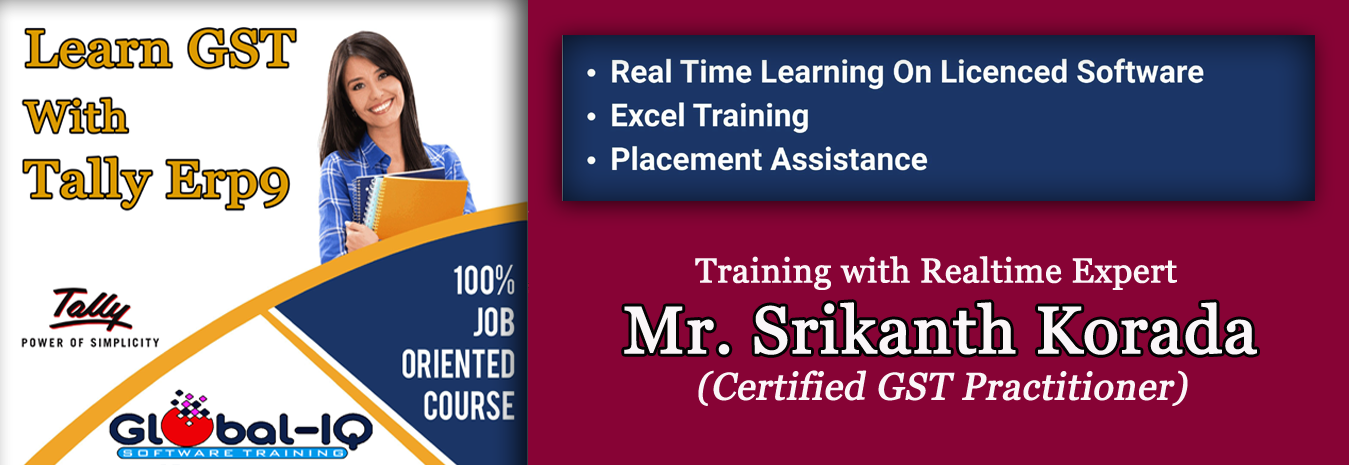 Learn GST
With
Tally Erp9
Tally
POWER OF SIMPLICITY
100%
JOB
ORIENTED
COURSE
Global-IQ
SOFTWARE TRAINING
• Real Time Learning On Licenced Software
• Excel Training
• Placement Assistance
Training with Realtime Expert
Mr. Srikanth Korada
(Certified GST Practitioner)